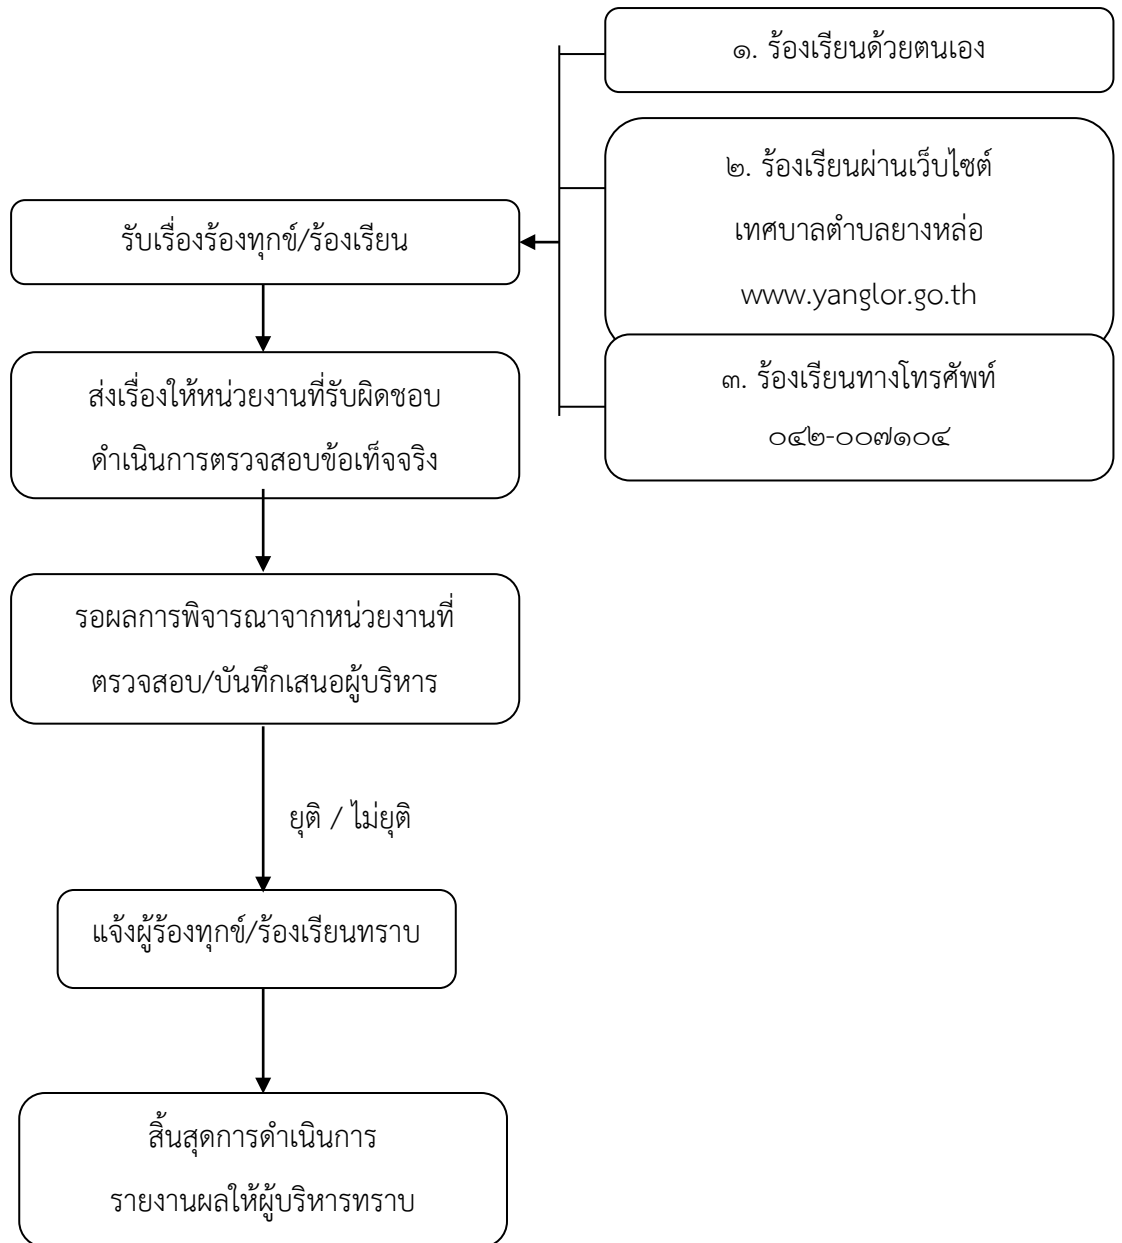 ๑. ร้องเรียนด้วยตนเอง
๒. ร้องเรียนผ่านเว็บไซต์
เทศบาลตำบลยางหล่อ
www.yanglor.go.th
๓. ร้องเรียนทางโทรศัพท์
๐๔๒-๐๐๗๑๐๔
รับเรื่องร้องทุกข์/ร้องเรียน
ส่งเรื่องให้หน่วยงานที่รับผิดชอบ
ดำเนินการตรวจสอบข้อเท็จจริง
รอผลการพิจารณาจากหน่วยงานที่
ตรวจสอบ/บันทึกเสนอผู้บริหาร
ยุติ / ไม่ยุติ
แจ้งผู้ร้องทุกข์/ร้องเรียนทราบ
สิ้นสุดการดำเนินการ
รายงานผลให้ผู้บริหารทราบ